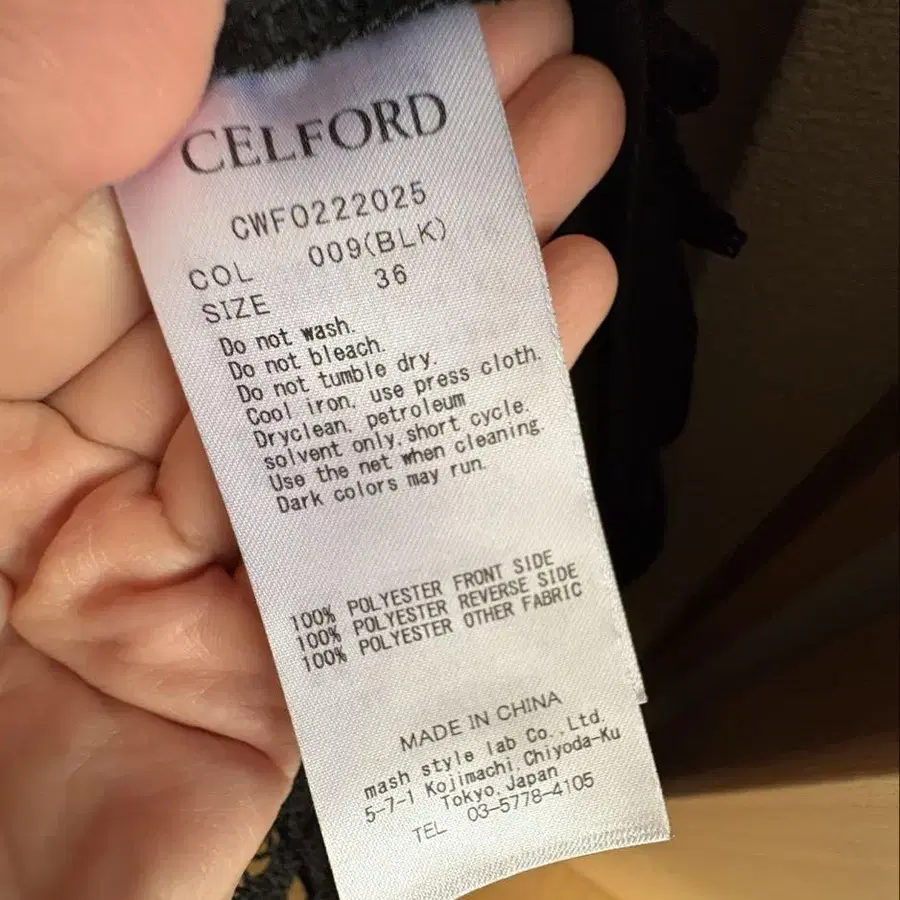 CELFORD
CWFO222025
COL 009(BLK)
SIZE 36
Do not wash.
Do not bleach.
Do not tumble dry.
Cool iron, use press cloth.
Dryclean, petroleum
solvent only, short cycle.
Use the net when cleaning.
Dark colors may run.
100% POLYESTER FRONT SIDE
100% POLYESTER REVERSE SIDE
100% POLYESTER OTHER FABRIC
MADE IN CHINA
mash style lab Co.,Ltd.
5-7-1 Kojimachi, Chiyoda-Ku
Tokyo, Japan
TEL 03-5778-4105